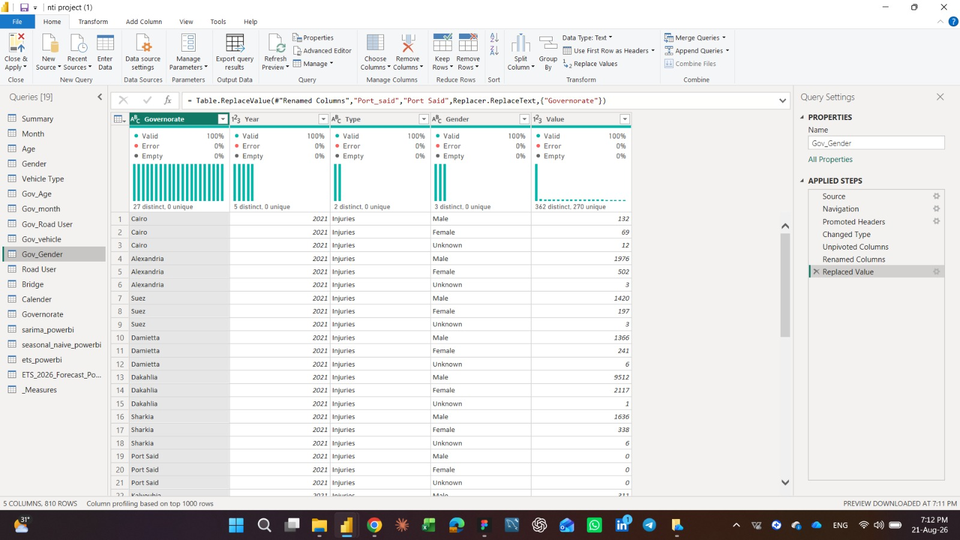 nti project (1)
File Home Transform Add Column View Tools Help
Close & Apply
New Source
Recent Sources
Enter Data
Data source settings
Manage Parameters
Export query results
Refresh Preview
Properties
Advanced Editor
Manage
Choose Columns
Remove Columns
Keep Rows
Remove Rows
Split Column
Group By
Data Type: Text
Use First Row as Headers
Replace Values
Merge Queries
Append Queries
Combine Files
Close
New Query
Data Sources
Parameters
Output Data
Query
Manage Columns
Reduce Rows
Sort
Transform
Combine
Queries [19]
Summary
Month
Age
Gender
Vehicle Type
Gov_Age
Gov_month
Gov_Road User
Gov_vehicle
Gov_Gender
Road User
Bridge
Calender
Governorate
sarima_powerbi
seasonal_naive_powerbi
ets_powerbi
ETS_2026_Forecast_Po...
_Measures
= Table.ReplaceValue(#"Renamed Columns","Port_said","Port Said",Replacer.ReplaceText,{"Governorate"})
Governorate Year Type Gender Value
Valid 100% Valid 100% Valid 100% Valid 100% Valid 100%
Error 0% Error 0% Error 0% Error 0% Error 0%
Empty 0% Empty 0% Empty 0% Empty 0% Empty 0%
27 distinct, 0 unique 5 distinct, 0 unique 2 distinct, 0 unique 3 distinct, 0 unique 362 distinct, 270 unique
1 Cairo 2021 Injuries Male 132
2 Cairo 2021 Injuries Female 69
3 Cairo 2021 Injuries Unknown 12
4 Alexandria 2021 Injuries Male 1976
5 Alexandria 2021 Injuries Female 502
6 Alexandria 2021 Injuries Unknown 3
7 Suez 2021 Injuries Male 1420
8 Suez 2021 Injuries Female 197
9 Suez 2021 Injuries Unknown 3
10 Damietta 2021 Injuries Male 1366
11 Damietta 2021 Injuries Female 241
12 Damietta 2021 Injuries Unknown 6
13 Dakahlia 2021 Injuries Male 9512
14 Dakahlia 2021 Injuries Female 2117
15 Dakahlia 2021 Injuries Unknown 1
16 Sharkia 2021 Injuries Male 1636
17 Sharkia 2021 Injuries Female 338
18 Sharkia 2021 Injuries Unknown 6
19 Port Said 2021 Injuries Male 0
20 Port Said 2021 Injuries Female 0
21 Port Said 2021 Injuries Unknown 0
Query Settings
PROPERTIES
Name
Gov_Gender
All Properties
APPLIED STEPS
Source
Navigation
Promoted Headers
Changed Type
Unpivoted Columns
Renamed Columns
Replaced Value
5 COLUMNS, 810 ROWS Column profiling based on top 1000 rows
PREVIEW DOWNLOADED AT 7:11 PM
31°
ENG
7:12 PM
21-Aug-26